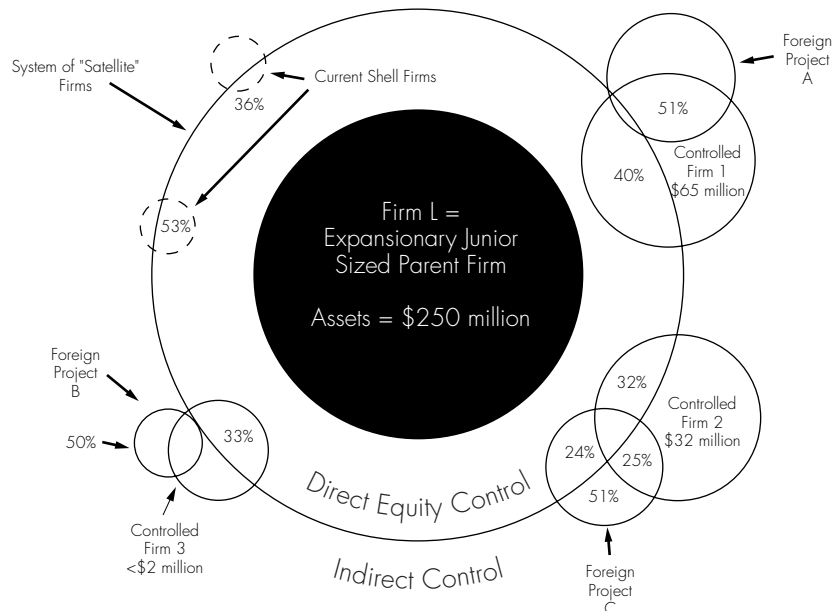 System of "Satellite"
Firms
36%
Current Shell Firms
53%
Foreign
Project
A
51%
Controlled
Firm 1
$65 million
40%
Firm L =
Expansionary Junior
Sized Parent Firm
Assets = $250 million
Foreign
Project
B
50%
33%
Controlled
Firm 3
<$2 million
32%
Controlled
Firm 2
$32 million
24%
25%
51%
Foreign
Project
C
Direct Equity Control
Indirect Control